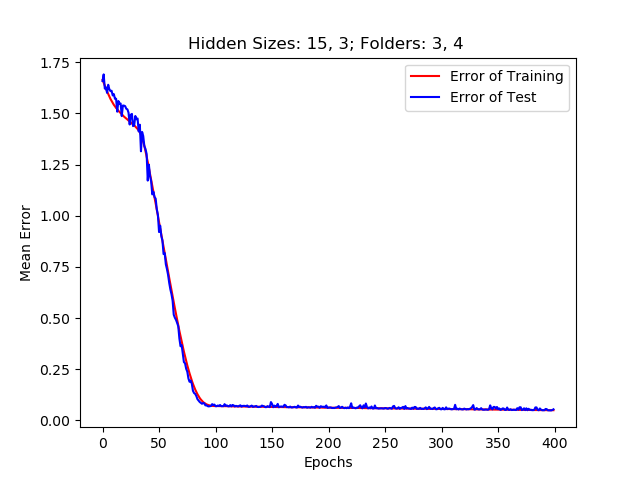 Hidden Sizes: 15, 3; Folders: 3, 4
Error of Training
Error of Test
Mean Error
1.75
1.50
1.25
1.00
0.75
0.50
0.25
0.00
0 50 100 150 200 250 300 350 400
Epochs